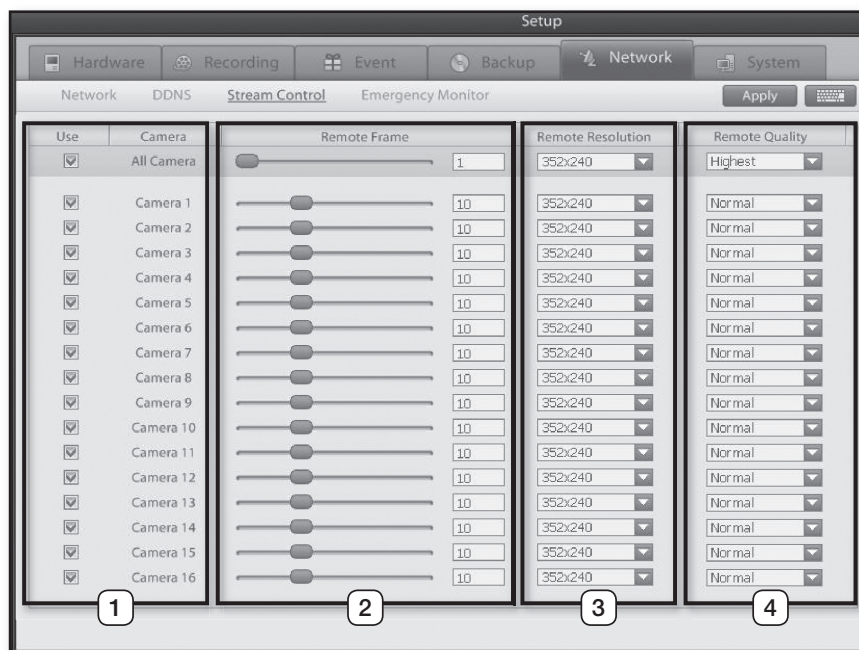 Setup
Hardware Recording Event Backup Network System
Network DDNS Stream Control Emergency Monitor Apply
Use Camera Remote Frame Remote Resolution Remote Quality
All Camera 1 352x240 Highest
Camera 1 10 352x240 Normal
Camera 2 10 352x240 Normal
Camera 3 10 352x240 Normal
Camera 4 10 352x240 Normal
Camera 5 10 352x240 Normal
Camera 6 10 352x240 Normal
Camera 7 10 352x240 Normal
Camera 8 10 352x240 Normal
Camera 9 10 352x240 Normal
Camera 10 10 352x240 Normal
Camera 11 10 352x240 Normal
Camera 12 10 352x240 Normal
Camera 13 10 352x240 Normal
Camera 14 10 352x240 Normal
Camera 15 10 352x240 Normal
Camera 16 10 352x240 Normal
1 2 3 4